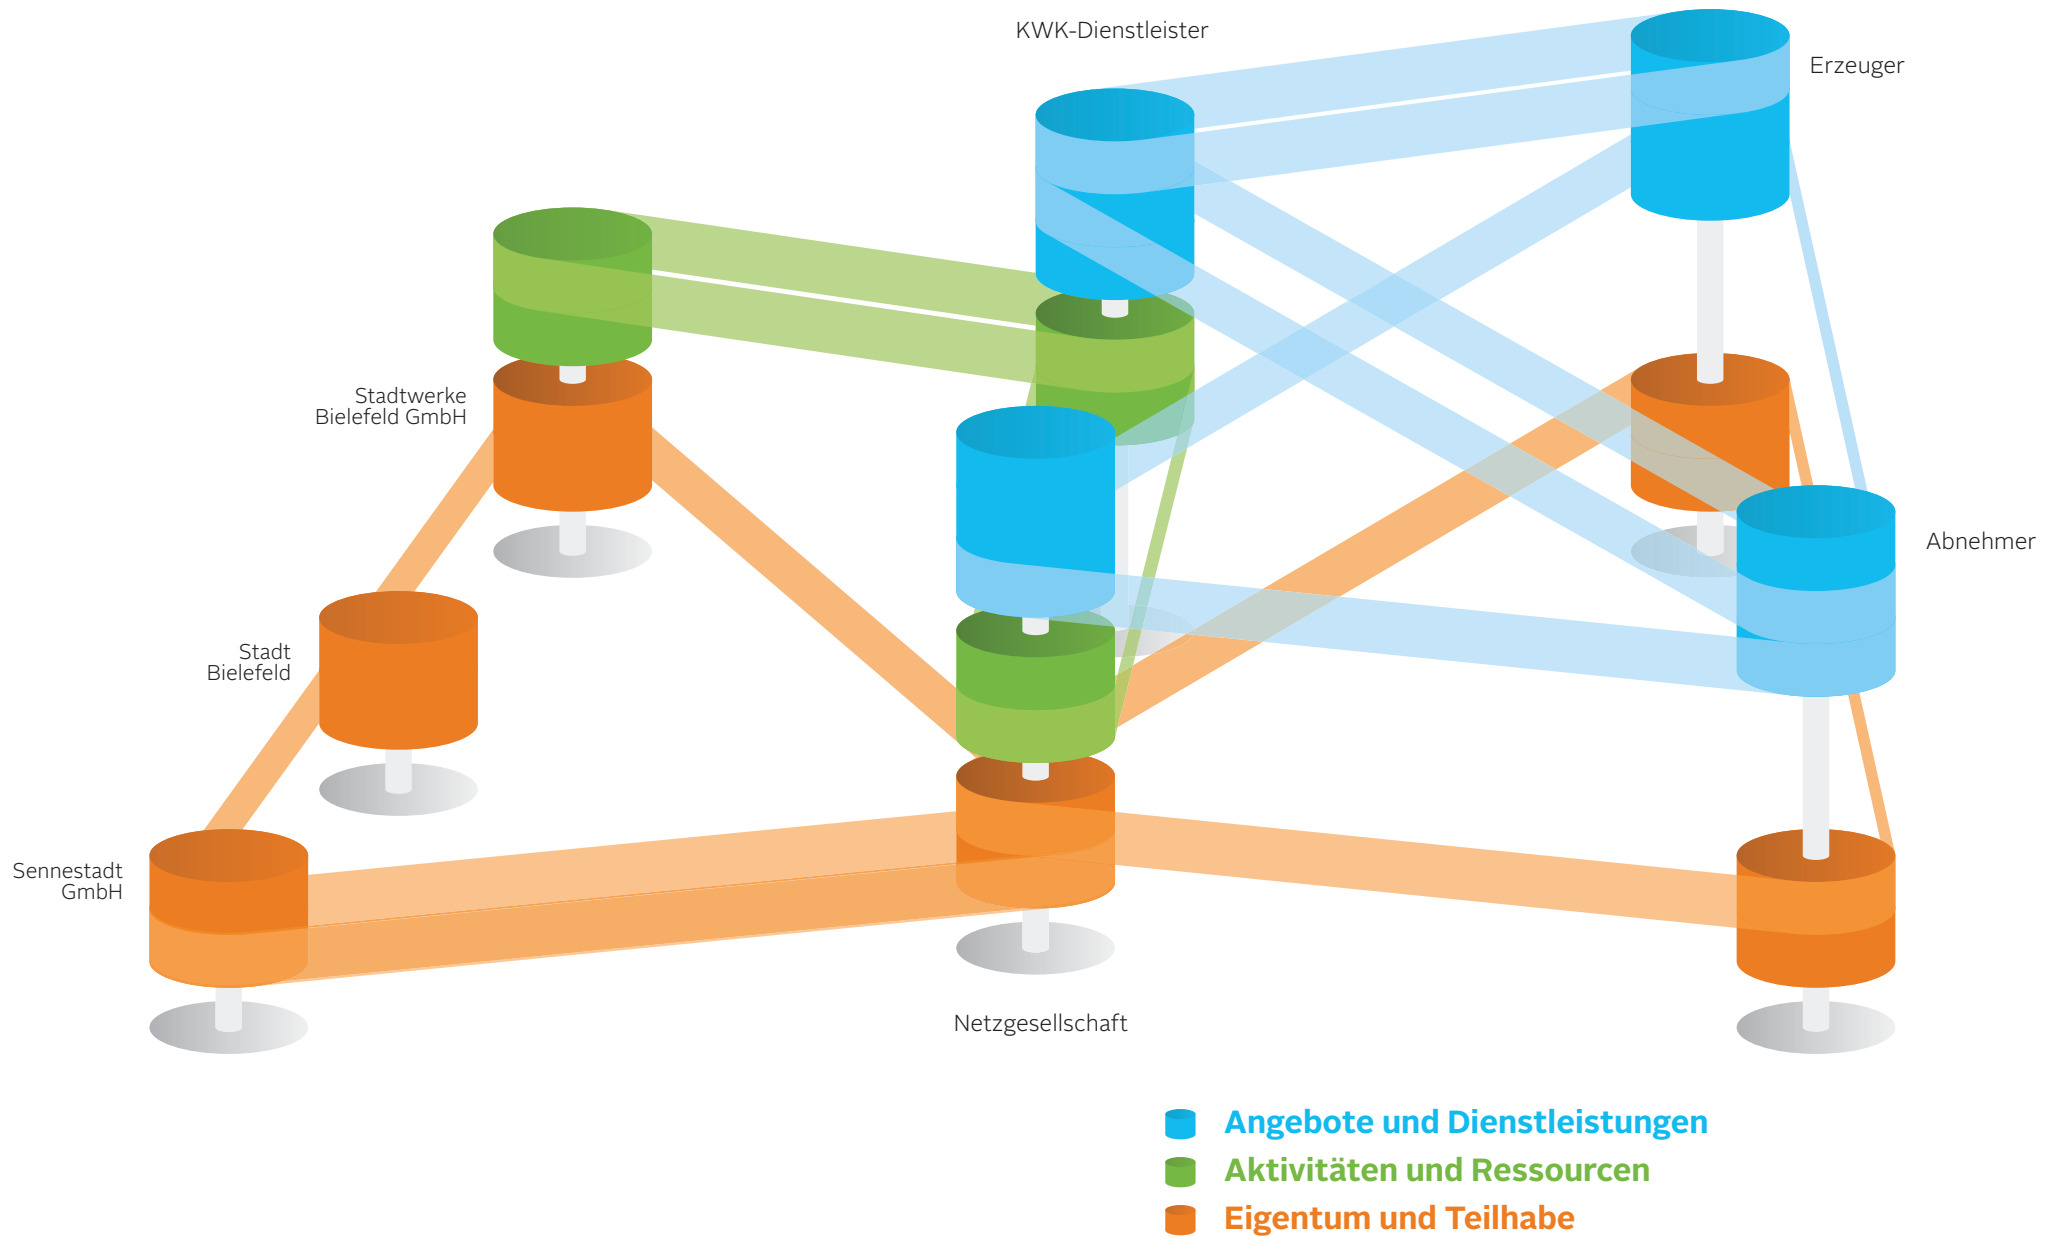 KWK-Dienstleister
Erzeuger
Stadtwerke
Bielefeld GmbH
Abnehmer
Stadt
Bielefeld
Sennestadt
GmbH
Netzgesellschaft
Angebote und Dienstleistungen
Aktivitäten und Ressourcen
Eigentum und Teilhabe